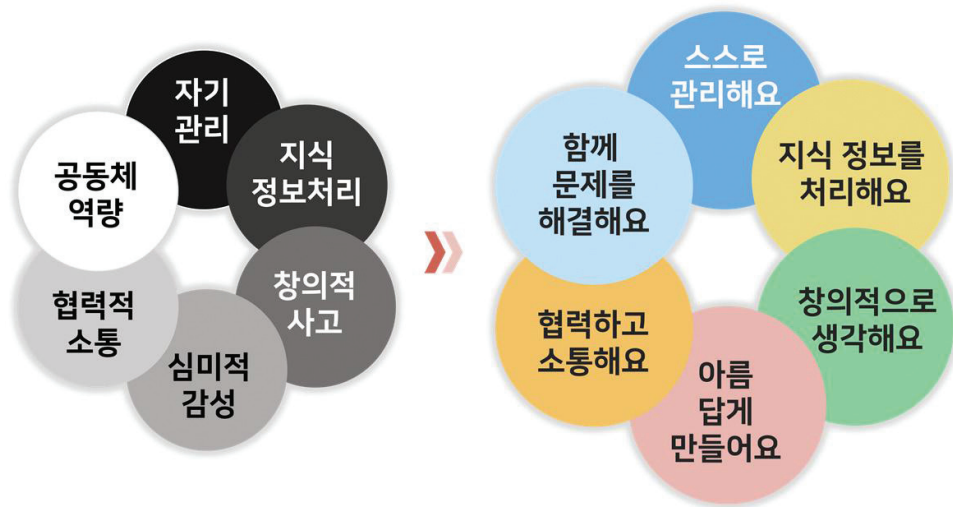 자기
관리
지식
정보처리
창의적
사고
심미적
감성
협력적
소통
공동체
역량
스스로
관리해요
지식 정보를
처리해요
창의적으로
생각해요
아름
답게
만들어요
협력하고
소통해요
함께
문제를
해결해요